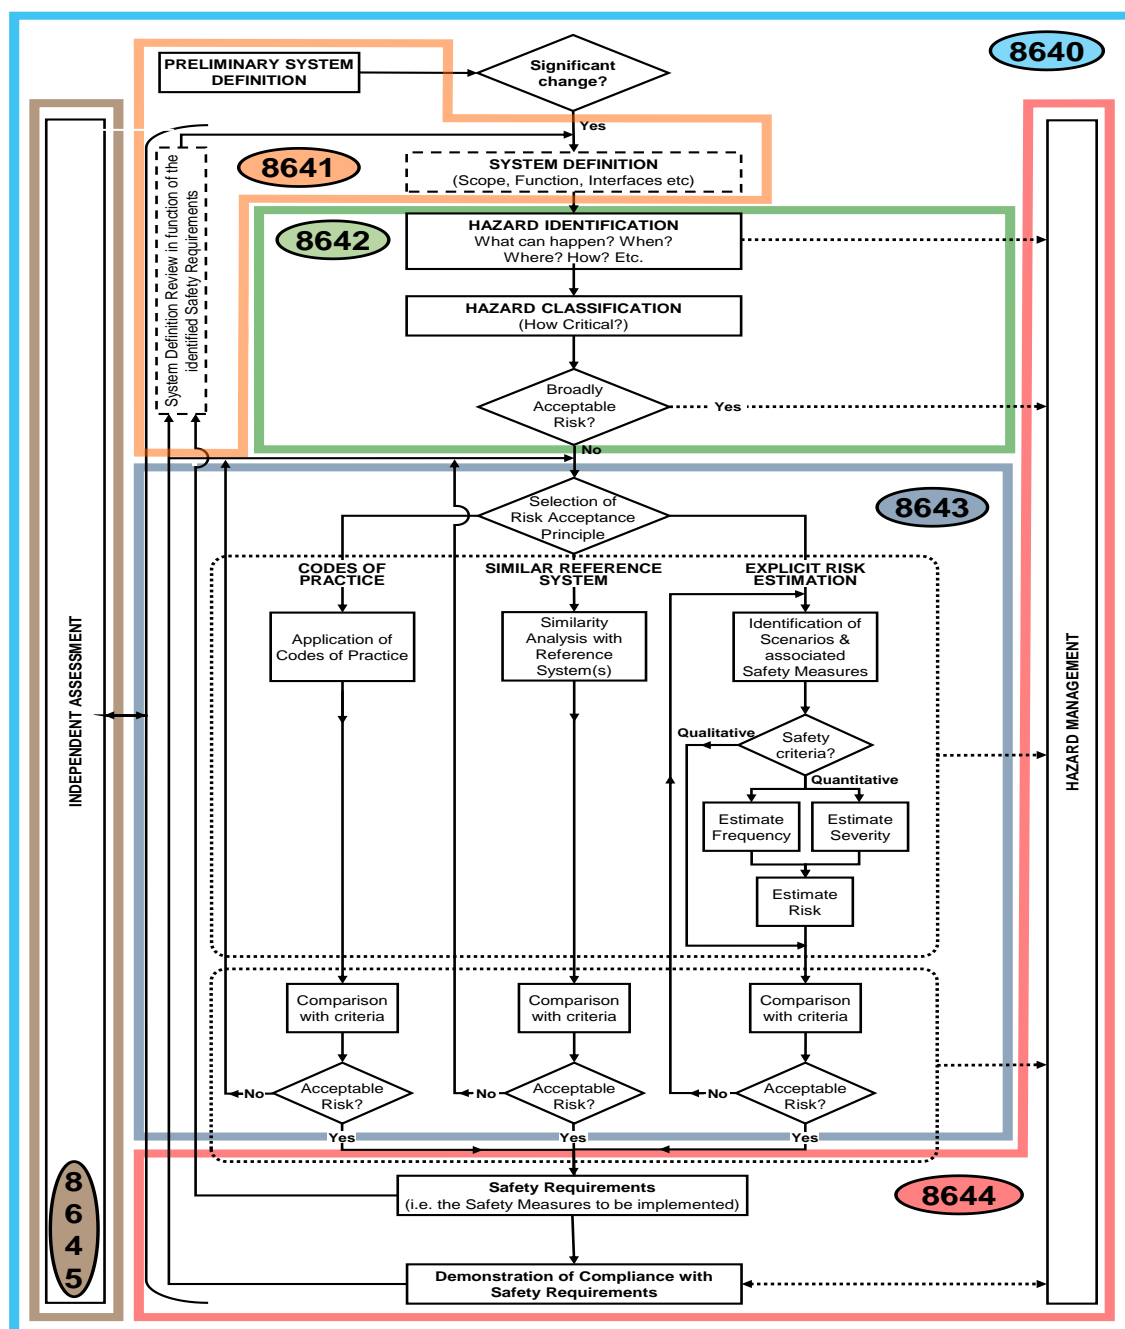 8640
PRELIMINARY SYSTEM
DEFINITION
Significant
change?
Yes
8641
SYSTEM DEFINITION
(Scope, Function, Interfaces etc)
System Definition Review in function of the
identified Safety Requirements
8642
HAZARD IDENTIFICATION
What can happen? When?
Where? How? Etc.
HAZARD CLASSIFICATION
(How Critical?)
Broadly
Acceptable
Risk?
Yes
No
8643
Selection of
Risk Acceptance
Principle
CODES OF
PRACTICE
SIMILAR REFERENCE
SYSTEM
EXPLICIT RISK
ESTIMATION
Application of
Codes of Practice
Similarity
Analysis with
Reference
System(s)
Identification of
Scenarios &
associated
Safety Measures
INDEPENDENT ASSESSMENT
HAZARD MANAGEMENT
Qualitative
Safety
criteria?
Quantitative
Estimate
Frequency
Estimate
Severity
Estimate
Risk
Comparison
with criteria
Comparison
with criteria
Comparison
with criteria
No
Acceptable
Risk?
No
Acceptable
Risk?
No
Acceptable
Risk?
Yes
Yes
Yes
Safety Requirements
(i.e. the Safety Measures to be implemented)
8644
8
6
4
5
Demonstration of Compliance with
Safety Requirements